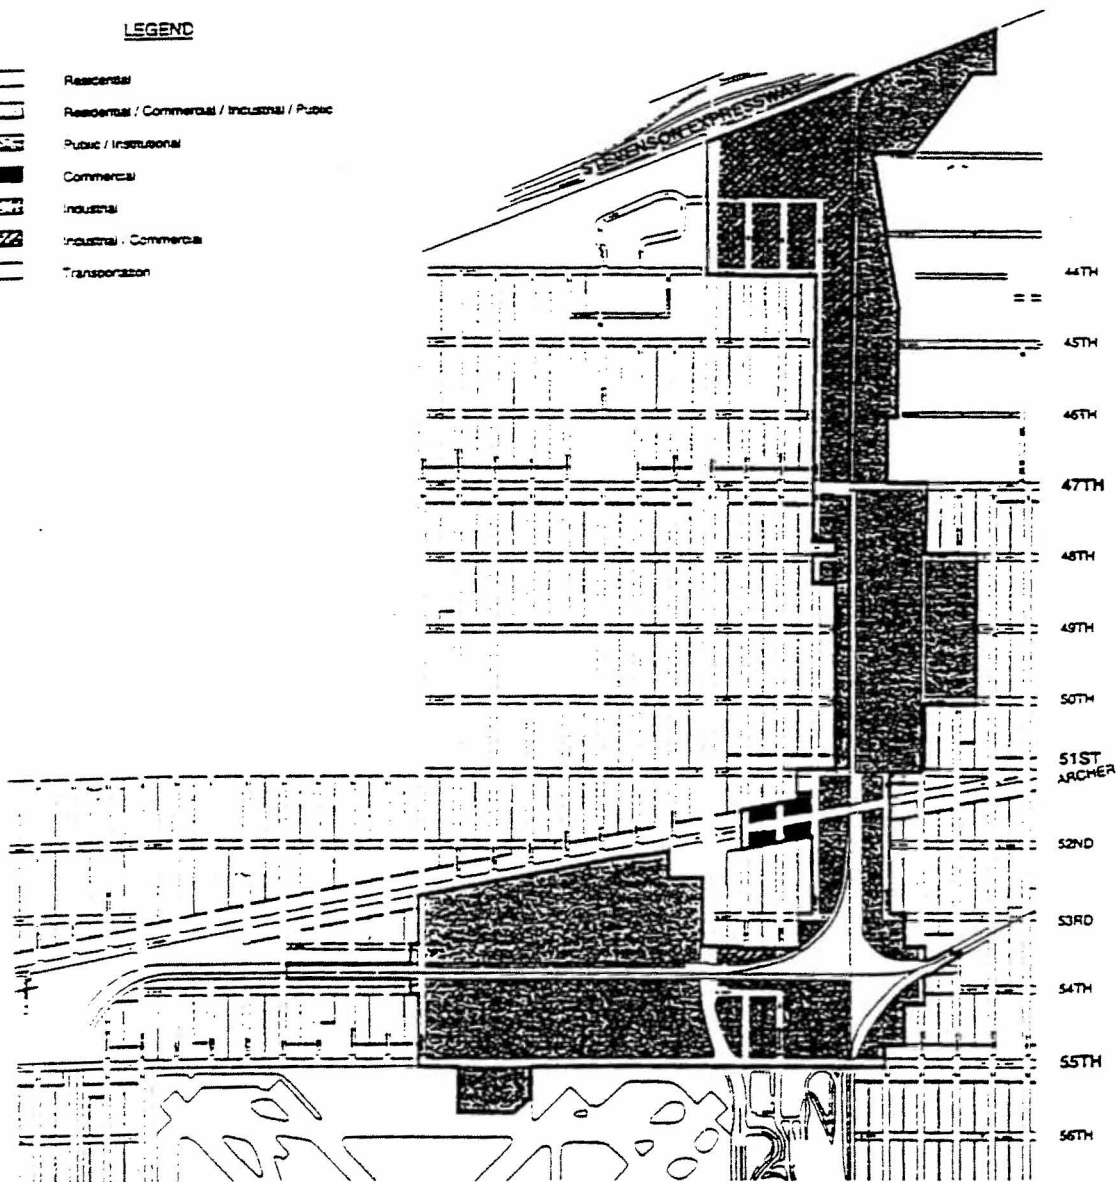 LEGEND
Residential
Residential / Commercial / Industrial / Public
Public / Institutional
Commercial
Industrial
Industrial - Commercial
Transportation
STEVENSON EXPRESSWAY
44TH
45TH
46TH
47TH
48TH
49TH
50TH
51ST
ARCHER
52ND
53RD
54TH
55TH
56TH